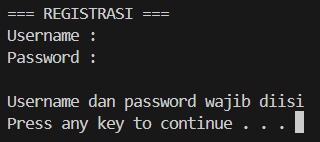 === REGISTRASI ===
Username :
Password :
Username dan password wajib diisi
Press any key to continue . . .